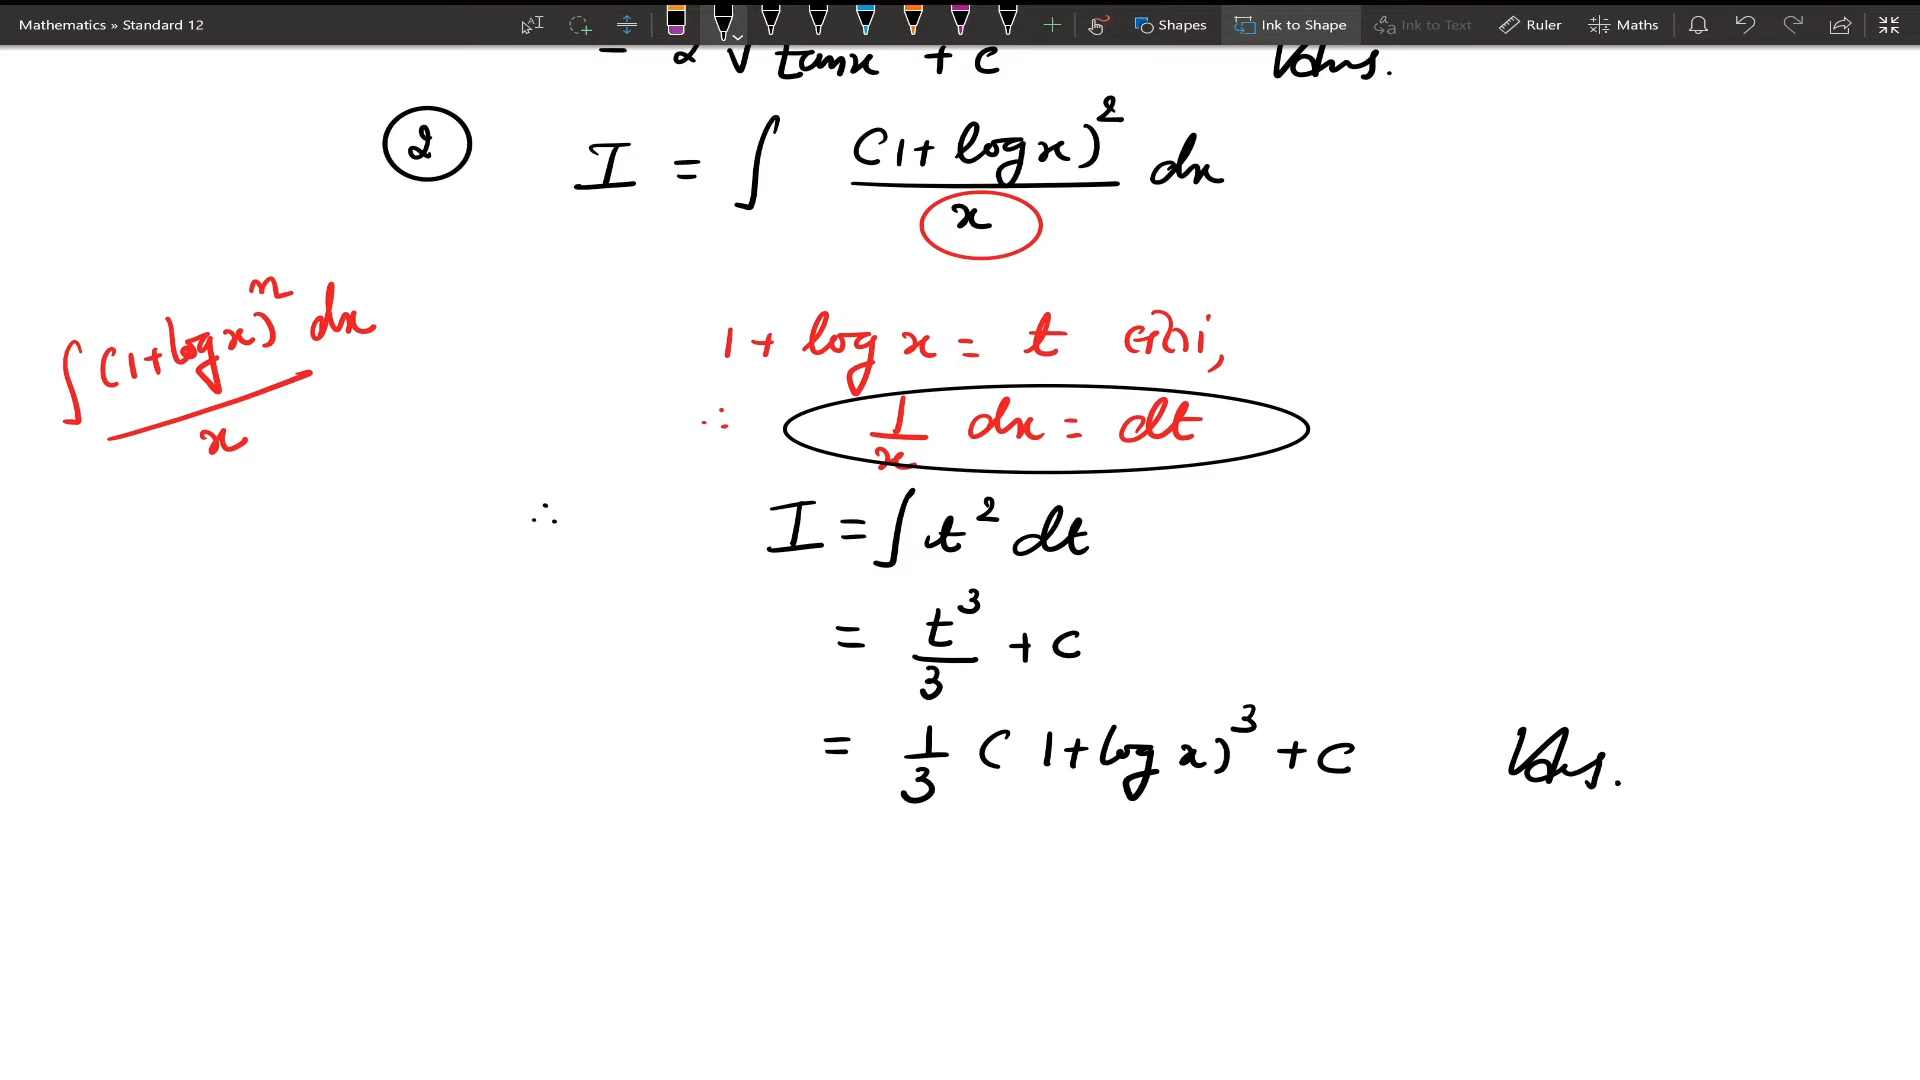 Mathematics » Standard 12
Shapes Ink to Shape Ink to Text Ruler Maths
= 2 √tanx + c Ans.
2 I = ∫ (1 + log x)² / x dx
∫ (1 + log x)ⁿ dx / x
1 + log x = t લેતાં,
∴ 1/x dx = dt
∴ I = ∫ t² dt
= t³/3 + c
= 1/3 (1 + log x)³ + c Ans.